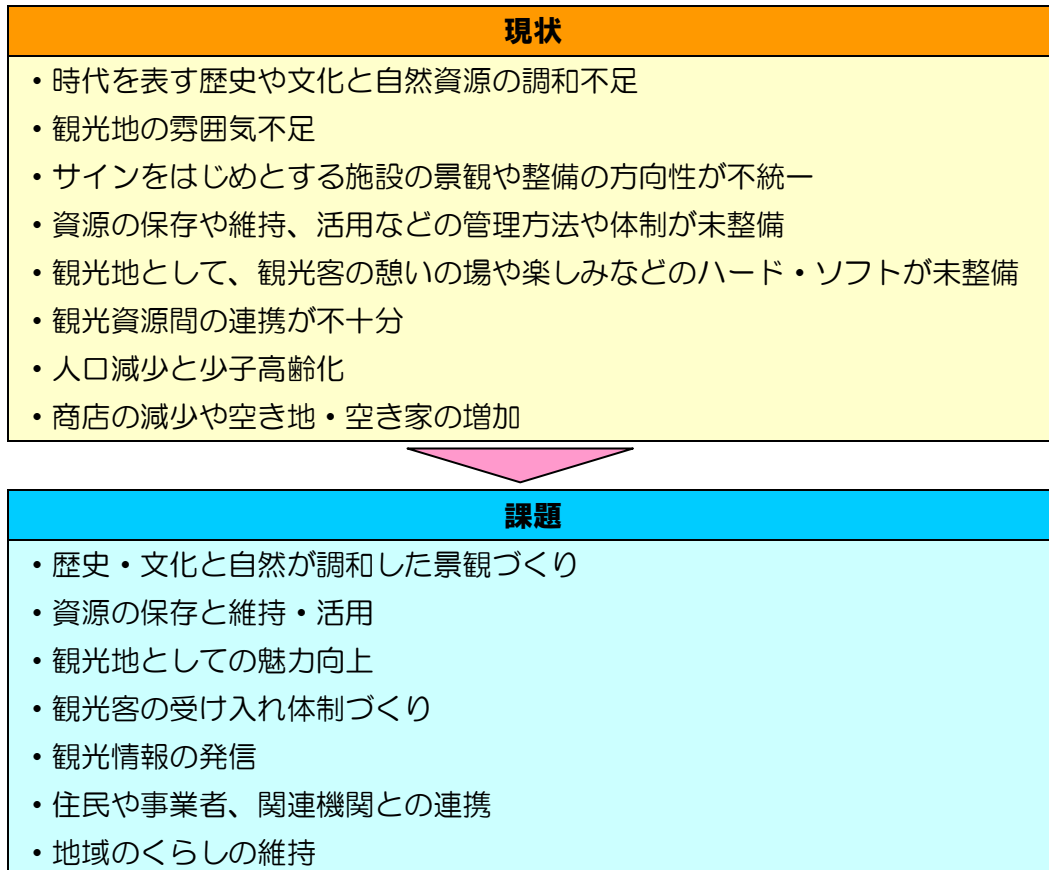 現状
・時代を表す歴史や文化と自然資源の調和不足
・観光地の雰囲気不足
・サインをはじめとする施設の景観や整備の方向性が不統一
・資源の保存や維持、活用などの管理方法や体制が未整備
・観光地として、観光客の憩いの場や楽しみなどのハード・ソフトが未整備
・観光資源間の連携が不十分
・人口減少と少子高齢化
・商店の減少や空き地・空き家の増加
課題
・歴史・文化と自然が調和した景観づくり
・資源の保存と維持・活用
・観光地としての魅力向上
・観光客の受け入れ体制づくり
・観光情報の発信
・住民や事業者、関連機関との連携
・地域のくらしの維持